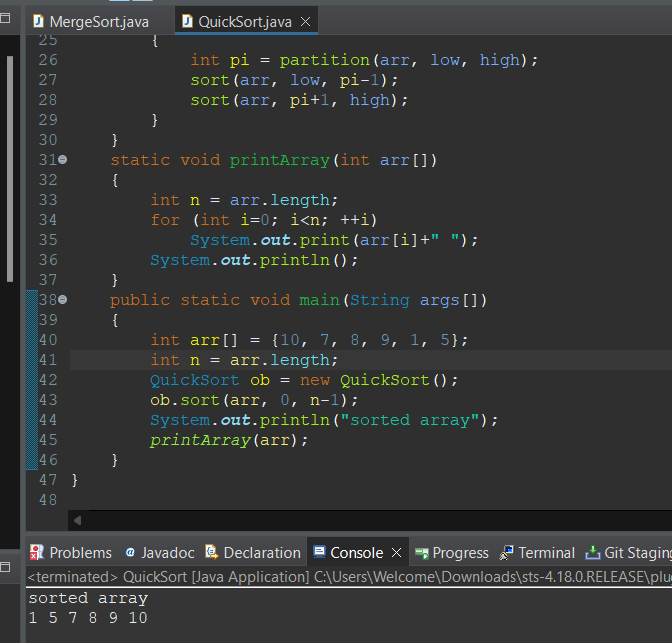 MergeSort.java QuickSort.java
25 {
26 int pi = partition(arr, low, high);
27 sort(arr, low, pi-1);
28 sort(arr, pi+1, high);
29 }
30 }
31 static void printArray(int arr[])
32 {
33 int n = arr.length;
34 for (int i=0; i<n; ++i)
35 System.out.print(arr[i]+" ");
36 System.out.println();
37 }
38 public static void main(String args[])
39 {
40 int arr[] = {10, 7, 8, 9, 1, 5};
41 int n = arr.length;
42 QuickSort ob = new QuickSort();
43 ob.sort(arr, 0, n-1);
44 System.out.println("sorted array");
45 printArray(arr);
46 }
47 }
48
Problems Javadoc Declaration Console Progress Terminal Git Staging
<terminated> QuickSort [Java Application] C:\Users\Welcome\Downloads\sts-4.18.0.RELEASE\plu
sorted array
1 5 7 8 9 10